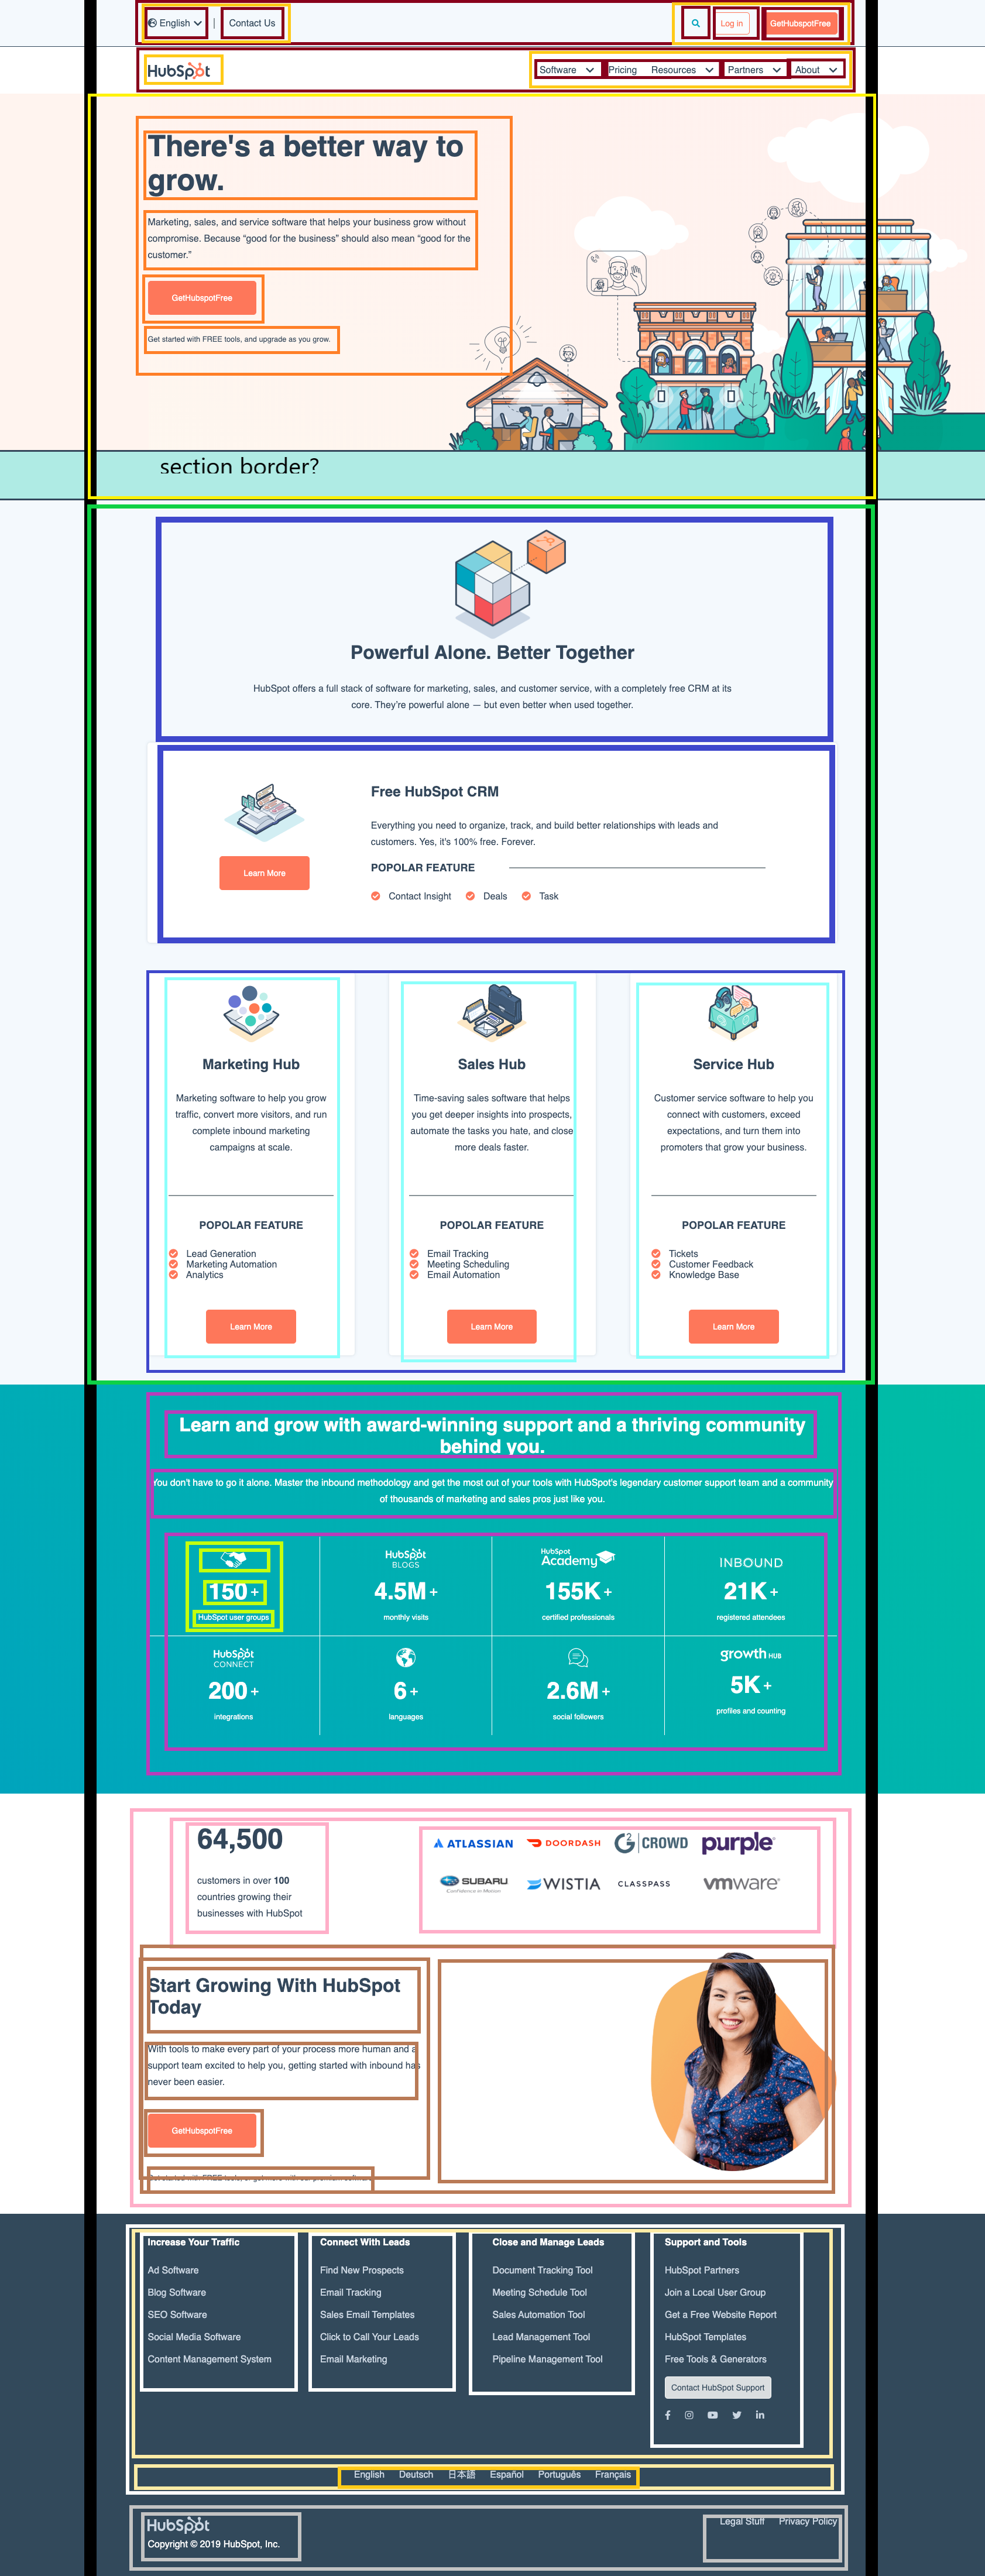 English | Contact Us
Log in
GetHubspotFree
HubSpot
Software Pricing Resources Partners About
There's a better way to
grow.
Marketing, sales, and service software that helps your business grow without
compromise. Because “good for the business” should also mean “good for the
customer.”
GetHubspotFree
Get started with FREE tools, and upgrade as you grow.
section border?
Powerful Alone. Better Together
HubSpot offers a full stack of software for marketing, sales, and customer service, with a completely free CRM at its
core. They're powerful alone — but even better when used together.
Free HubSpot CRM
Everything you need to organize, track, and build better relationships with leads and
customers. Yes, it's 100% free. Forever.
Learn More
POPOLAR FEATURE
Contact Insight Deals Task
Marketing Hub
Marketing software to help you grow
traffic, convert more visitors, and run
complete inbound marketing
campaigns at scale.
POPOLAR FEATURE
Lead Generation
Marketing Automation
Analytics
Learn More
Sales Hub
Time-saving sales software that helps
you get deeper insights into prospects,
automate the tasks you hate, and close
more deals faster.
POPOLAR FEATURE
Email Tracking
Meeting Scheduling
Email Automation
Learn More
Service Hub
Customer service software to help you
connect with customers, exceed
expectations, and turn them into
promoters that grow your business.
POPOLAR FEATURE
Tickets
Customer Feedback
Knowledge Base
Learn More
Learn and grow with award-winning support and a thriving community
behind you.
You don't have to go it alone. Master the inbound methodology and get the most out of your tools with HubSpot's legendary customer support team and a community
of thousands of marketing and sales pros just like you.
150 +
HubSpot user groups
HubSpot
BLOGS
4.5M +
monthly visits
HubSpot
Academy
155K +
certified professionals
INBOUND
21K +
registered attendees
HubSpot
CONNECT
200 +
integrations
6 +
languages
2.6M +
social followers
growth HUB
5K +
profiles and counting
64,500
customers in over 100
countries growing their
businesses with HubSpot
ATLASSIAN DOORDASH G2 CROWD purple
SUBARU WISTIA CLASSPASS vmware
Confidence in Motion
Start Growing With HubSpot
Today
With tools to make every part of your process more human and a
support team excited to help you, getting started with inbound has
never been easier.
GetHubspotFree
Get started with FREE tools, or get more with our premium software
Increase Your Traffic
Ad Software
Blog Software
SEO Software
Social Media Software
Content Management System
Connect With Leads
Find New Prospects
Email Tracking
Sales Email Templates
Click to Call Your Leads
Email Marketing
Close and Manage Leads
Document Tracking Tool
Meeting Schedule Tool
Sales Automation Tool
Lead Management Tool
Pipeline Management Tool
Support and Tools
HubSpot Partners
Join a Local User Group
Get a Free Website Report
HubSpot Templates
Free Tools & Generators
Contact HubSpot Support
English Deutsch 日本語 Español Português Français
HubSpot
Copyright © 2019 HubSpot, Inc.
Legal Stuff Privacy Policy